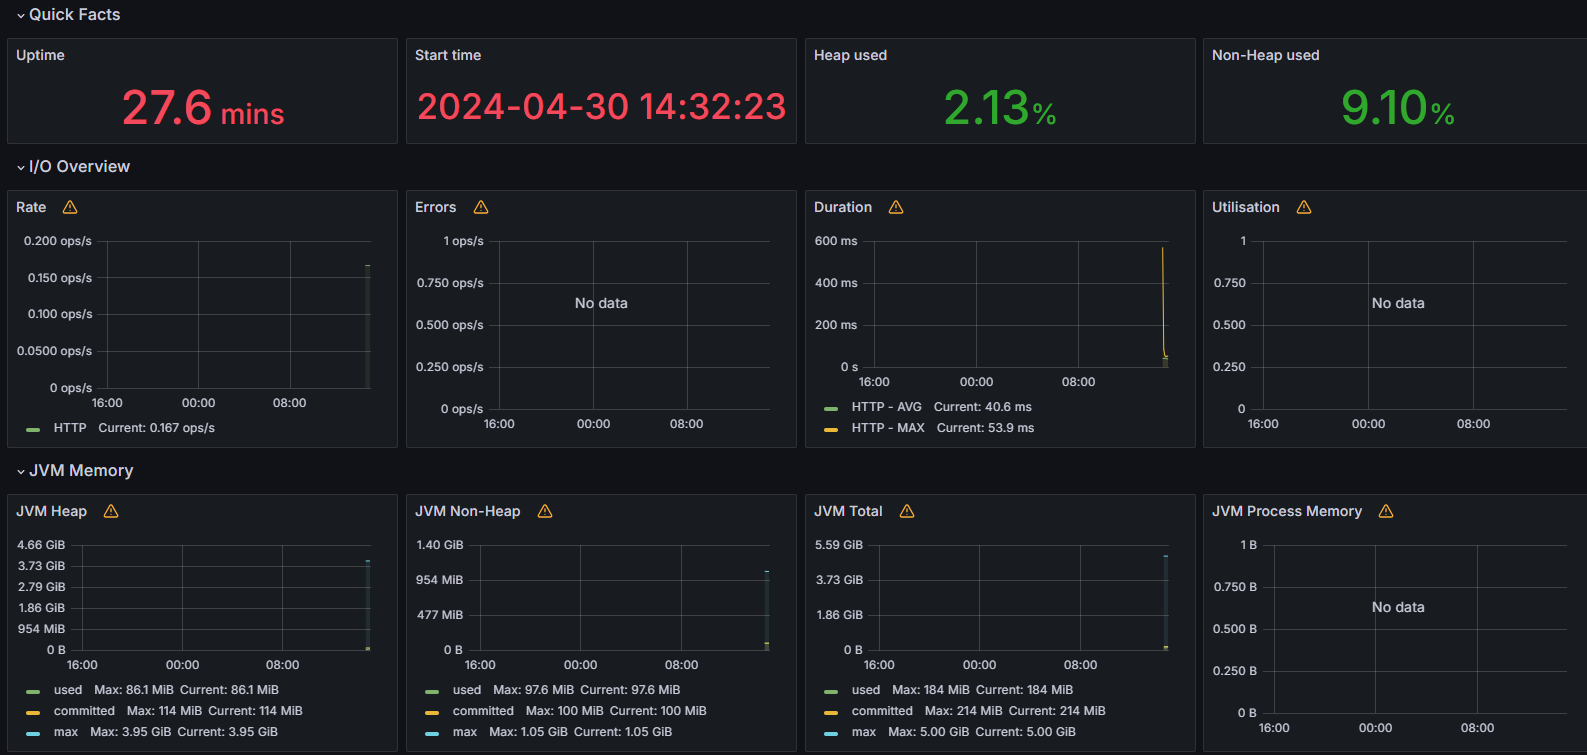 Quick Facts
Uptime
27.6 mins
Start time
2024-04-30 14:32:23
Heap used
2.13%
Non-Heap used
9.10%
I/O Overview
Rate
0.200 ops/s
0.150 ops/s
0.100 ops/s
0.0500 ops/s
0 ops/s
16:00 00:00 08:00
HTTP Current: 0.167 ops/s
Errors
1 ops/s
0.750 ops/s
0.500 ops/s
0.250 ops/s
0 ops/s
No data
16:00 00:00 08:00
Duration
600 ms
400 ms
200 ms
0 s
16:00 00:00 08:00
HTTP - AVG Current: 40.6 ms
HTTP - MAX Current: 53.9 ms
Utilisation
1
0.750
0.500
0.250
0
No data
16:00 00:00 08:00
JVM Memory
JVM Heap
4.66 GiB
3.73 GiB
2.79 GiB
1.86 GiB
954 MiB
0 B
16:00 00:00 08:00
used Max: 86.1 MiB Current: 86.1 MiB
committed Max: 114 MiB Current: 114 MiB
max Max: 3.95 GiB Current: 3.95 GiB
JVM Non-Heap
1.40 GiB
954 MiB
477 MiB
0 B
16:00 00:00 08:00
used Max: 97.6 MiB Current: 97.6 MiB
committed Max: 100 MiB Current: 100 MiB
max Max: 1.05 GiB Current: 1.05 GiB
JVM Total
5.59 GiB
3.73 GiB
1.86 GiB
0 B
16:00 00:00 08:00
used Max: 184 MiB Current: 184 MiB
committed Max: 214 MiB Current: 214 MiB
max Max: 5.00 GiB Current: 5.00 GiB
JVM Process Memory
1 B
0.750 B
0.500 B
0.250 B
0 B
No data
16:00 00:00 08:00